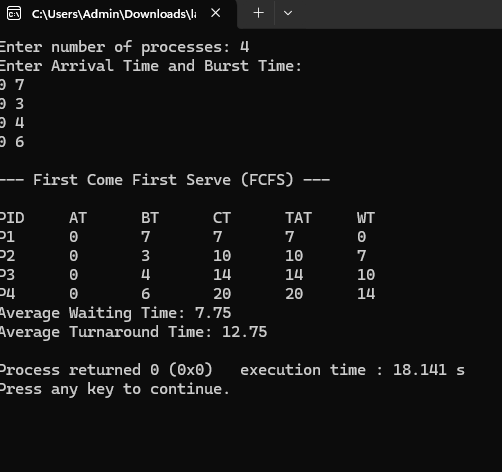 C:\Users\Admin\Downloads\la
Enter number of processes: 4
Enter Arrival Time and Burst Time:
0 7
0 3
0 4
0 6
--- First Come First Serve (FCFS) ---
PID AT BT CT TAT WT
P1 0 7 7 7 0
P2 0 3 10 10 7
P3 0 4 14 14 10
P4 0 6 20 20 14
Average Waiting Time: 7.75
Average Turnaround Time: 12.75
Process returned 0 (0x0) execution time : 18.141 s
Press any key to continue.